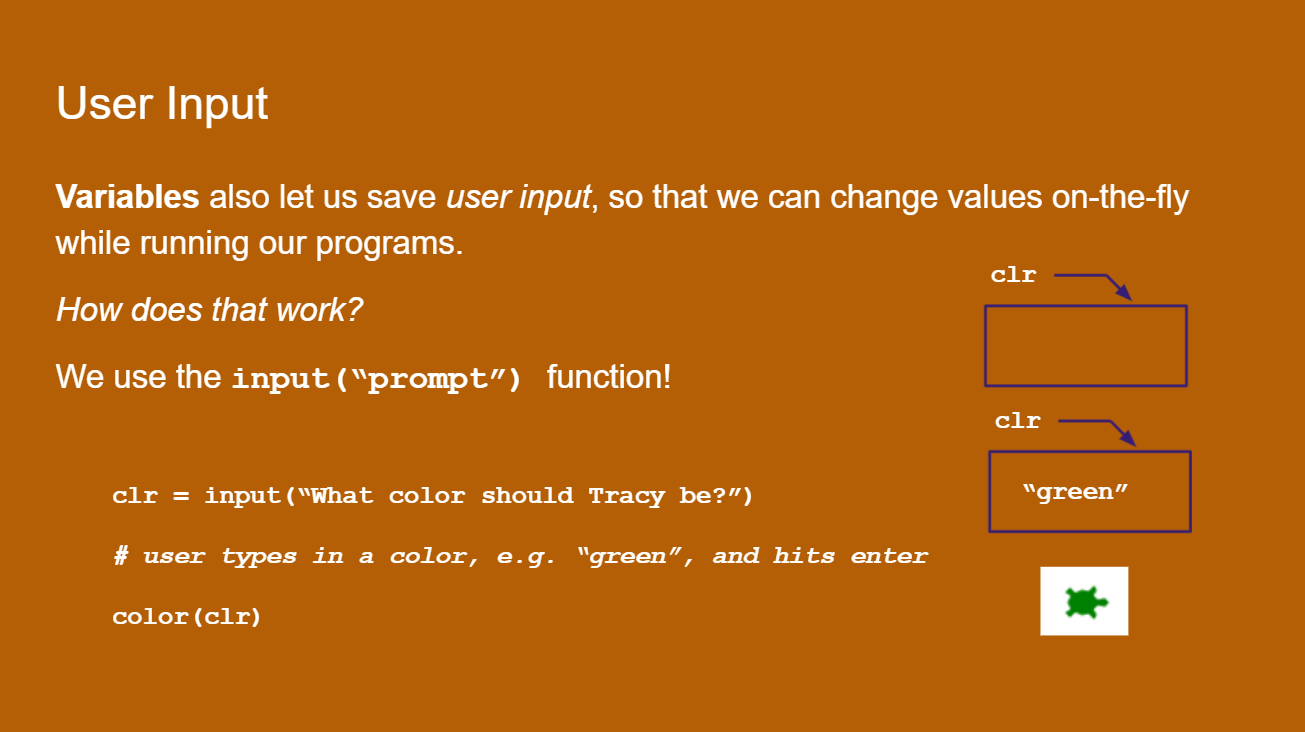 User Input
Variables also let us save user input, so that we can change values on-the-fly
while running our programs.
How does that work?
We use the input(“prompt”) function!
clr = input(“What color should Tracy be?”)
# user types in a color, e.g. “green”, and hits enter
color(clr)
clr
clr
“green”